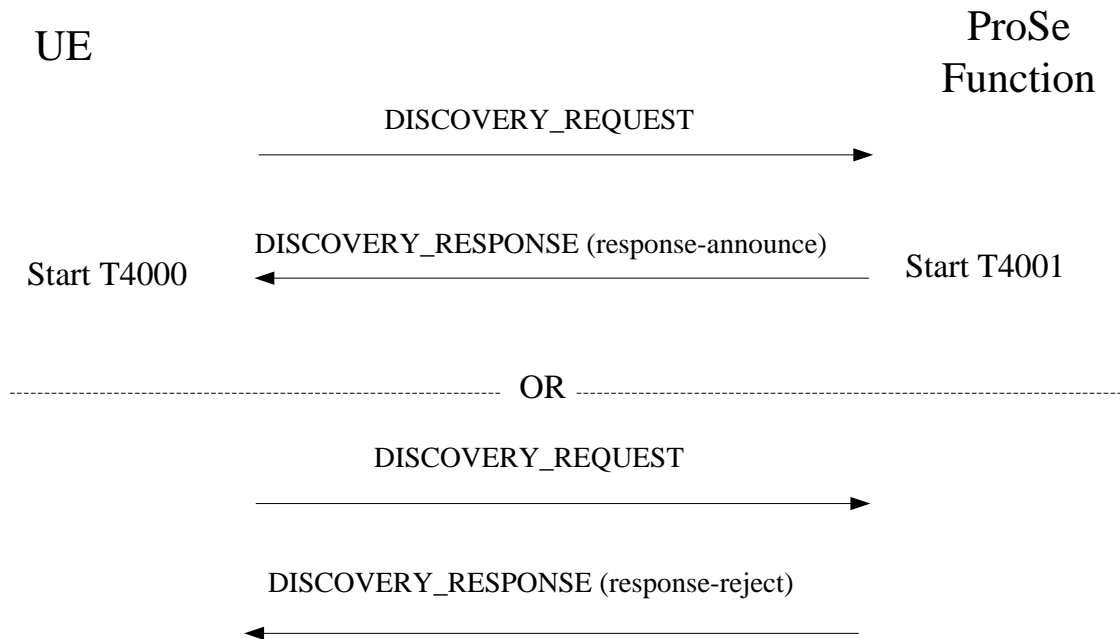 UE
ProSe
Function
DISCOVERY_REQUEST
DISCOVERY_RESPONSE (response-announce)
Start T4000
Start T4001
OR
DISCOVERY_REQUEST
DISCOVERY_RESPONSE (response-reject)